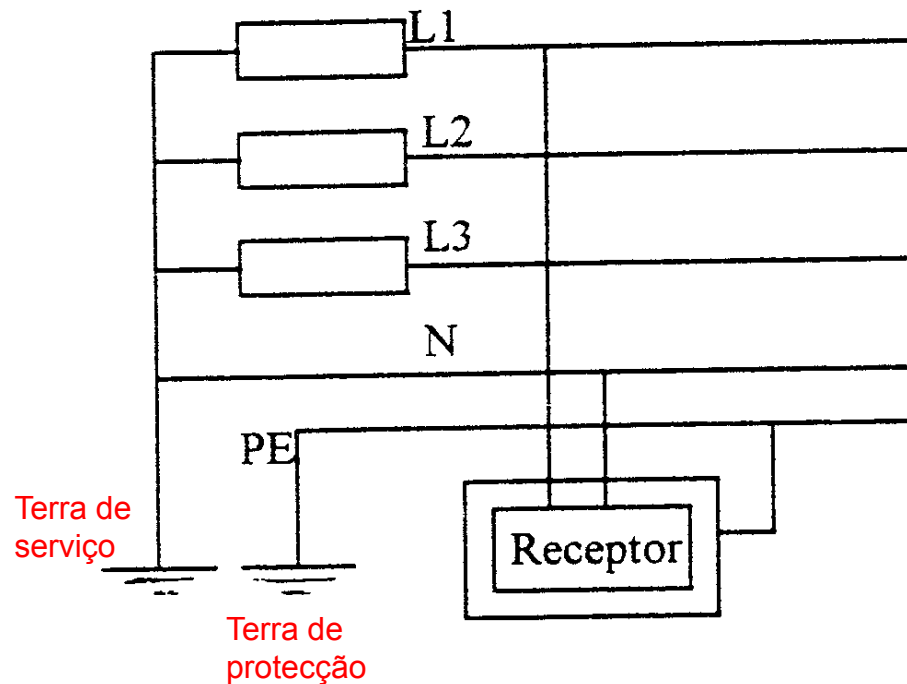 L1
L2
L3
N
PE
Terra de
serviço
Receptor
Terra de
protecção